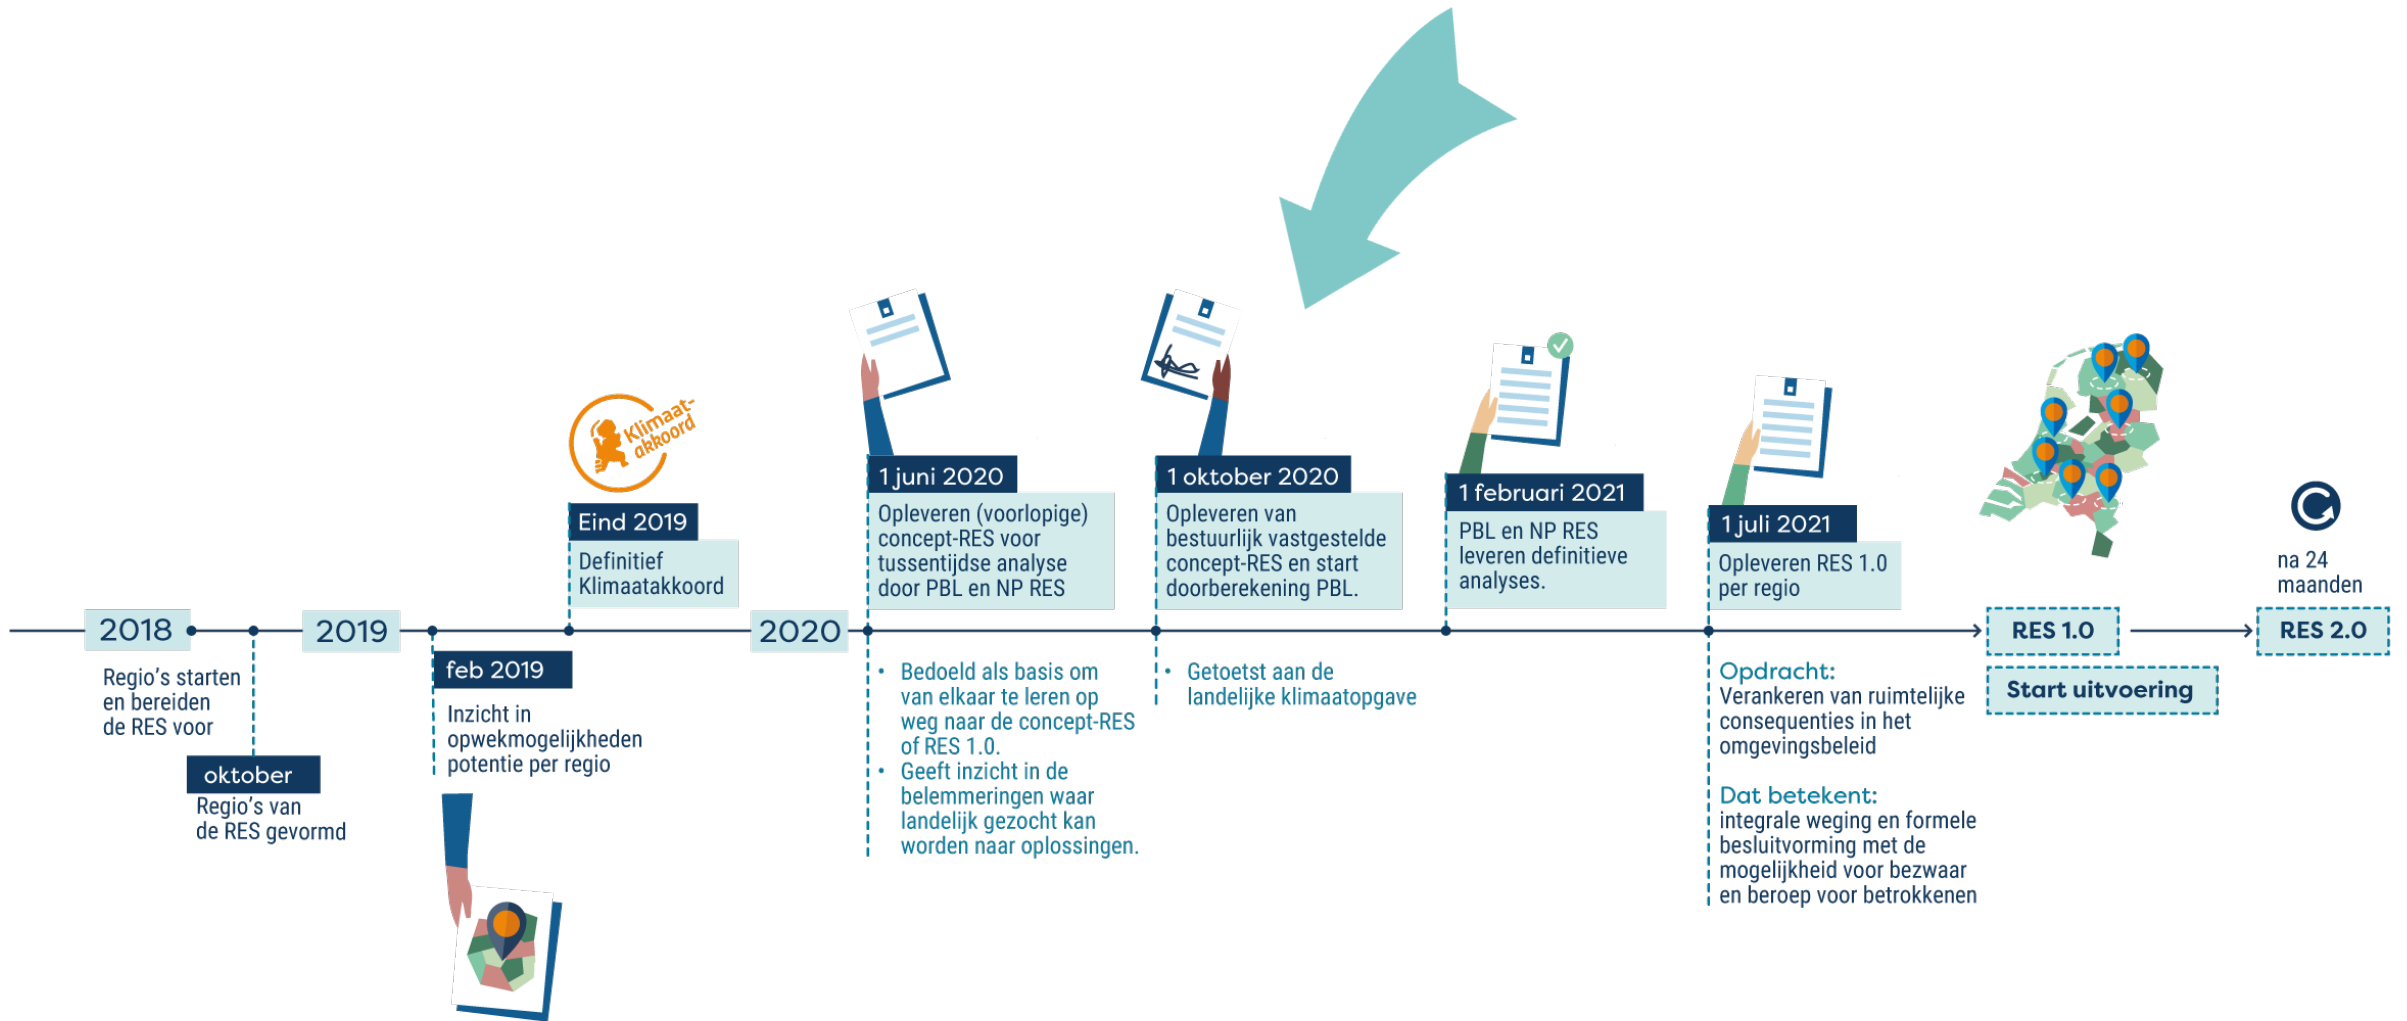 2018
Regio’s starten
en bereiden
de RES voor
oktober
Regio’s van
de RES gevormd
2019
feb 2019
Inzicht in
opwekmogelijkheden
potentie per regio
Klimaat-
akkoord
Eind 2019
Definitief
Klimaatakkoord
2020
1 juni 2020
Opleveren (voorlopige)
concept-RES voor
tussentijdse analyse
door PBL en NP RES
• Bedoeld als basis om
van elkaar te leren op
weg naar de concept-RES
of RES 1.0.
• Geeft inzicht in de
belemmeringen waar
landelijk gezocht kan
worden naar oplossingen.
1 oktober 2020
Opleveren van
bestuurlijk vastgestelde
concept-RES en start
doorberekening PBL.
• Getoetst aan de
landelijke klimaatopgave
1 februari 2021
PBL en NP RES
leveren definitieve
analyses.
1 juli 2021
Opleveren RES 1.0
per regio
Opdracht:
Verankeren van ruimtelijke
consequenties in het
omgevingsbeleid
Dat betekent:
integrale weging en formele
besluitvorming met de
mogelijkheid voor bezwaar
en beroep voor betrokkenen
RES 1.0
Start uitvoering
na 24
maanden
RES 2.0